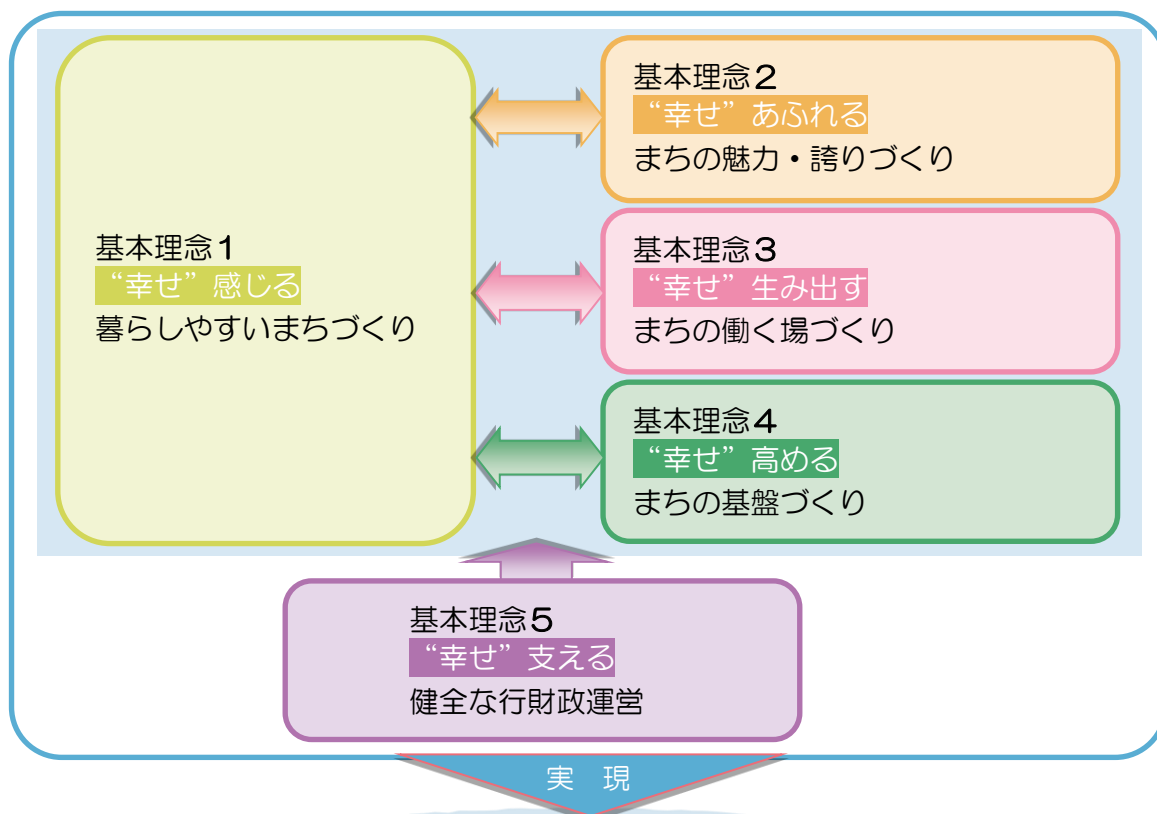 基本理念1
“幸せ”感じる
暮らしやすいまちづくり
基本理念2
“幸せ”あふれる
まちの魅力・誇りづくり
基本理念3
“幸せ”生み出す
まちの働く場づくり
基本理念4
“幸せ”高める
まちの基盤づくり
基本理念5
“幸せ”支える
健全な行財政運営
実 現